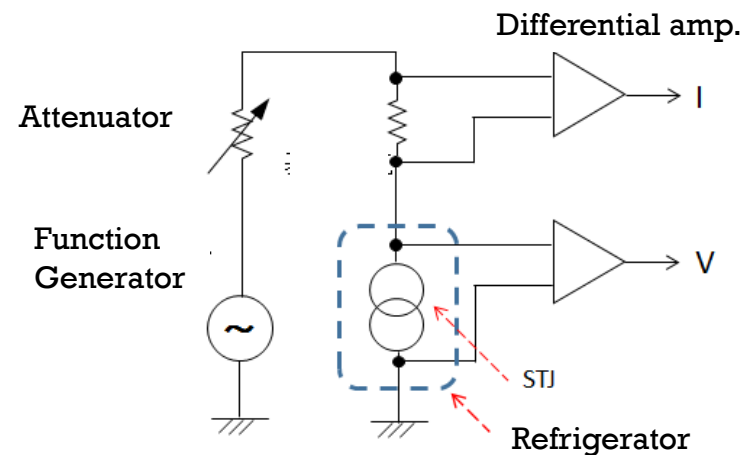 Differential amp.
I
Attenuator
Function
Generator
V
~
STJ
Refrigerator